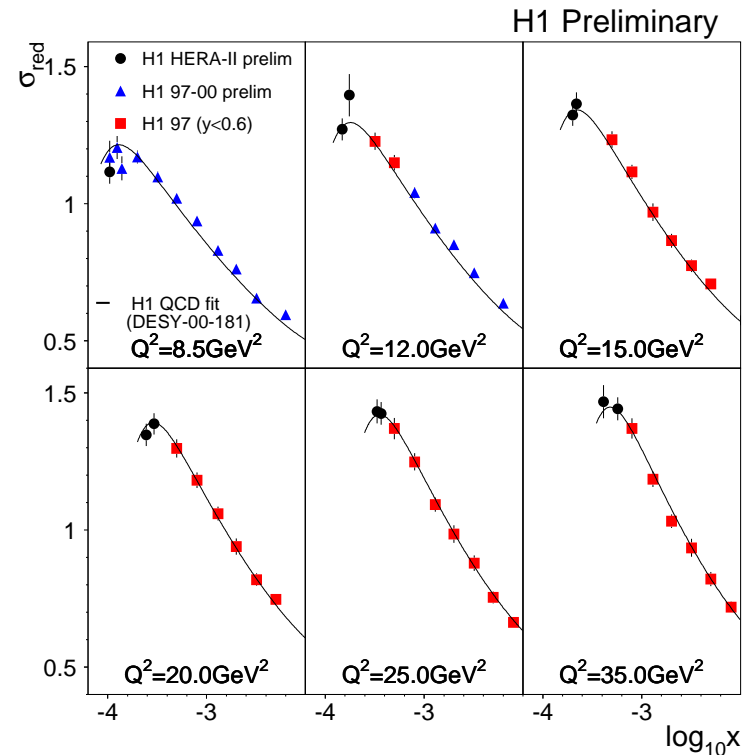 H1 Preliminary
σred
1.5
1
0.5
H1 HERA-II prelim
H1 97-00 prelim
H1 97 (y<0.6)
H1 QCD fit
(DESY-00-181)
Q²=8.5GeV²
Q²=12.0GeV²
Q²=15.0GeV²
1.5
1
0.5
Q²=20.0GeV²
Q²=25.0GeV²
Q²=35.0GeV²
-4 -3 -4 -3 -4 -3
log₁₀x